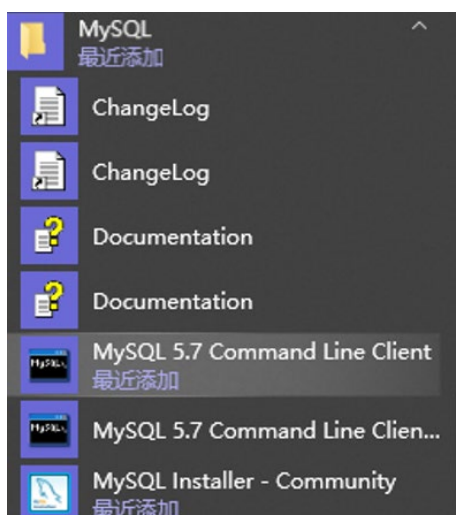 MySQL
最近添加
ChangeLog
ChangeLog
Documentation
Documentation
MySQL 5.7 Command Line Client
最近添加
MySQL 5.7 Command Line Clien...
MySQL Installer - Community
最近添加